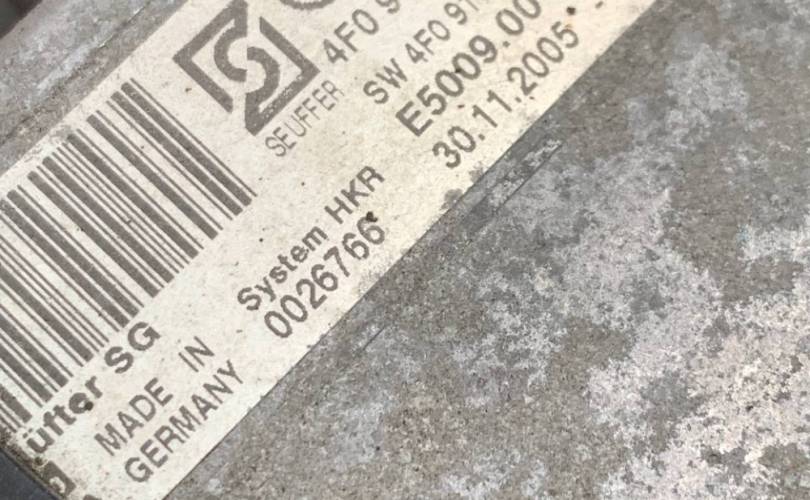 SEUFFER
4F0 9
SW 4F0 91
E5009.00
30.11.2005 -
System HKR
0026766
üfter SG
MADE IN
GERMANY